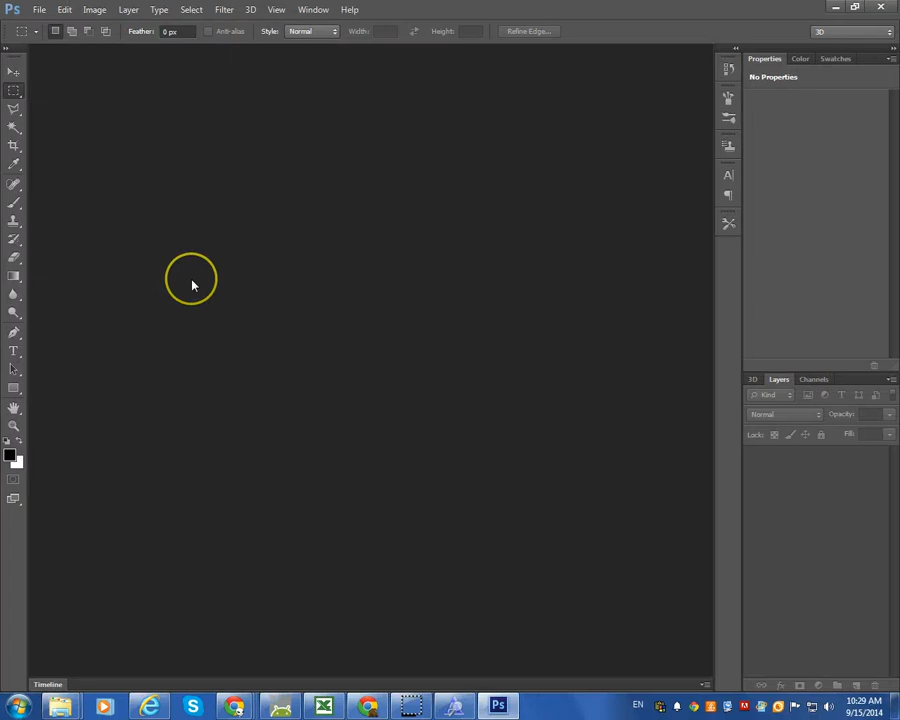 Ps File Edit Image Layer Type Select Filter 3D View Window Help
Feather: 0 px Anti-alias Style: Normal Width: Height: Refine Edge... 3D
Properties Color Swatches
No Properties
3D Layers Channels
Kind
Normal Opacity:
Lock: Fill:
Timeline
Ps EN 10:29 AM
9/15/2014